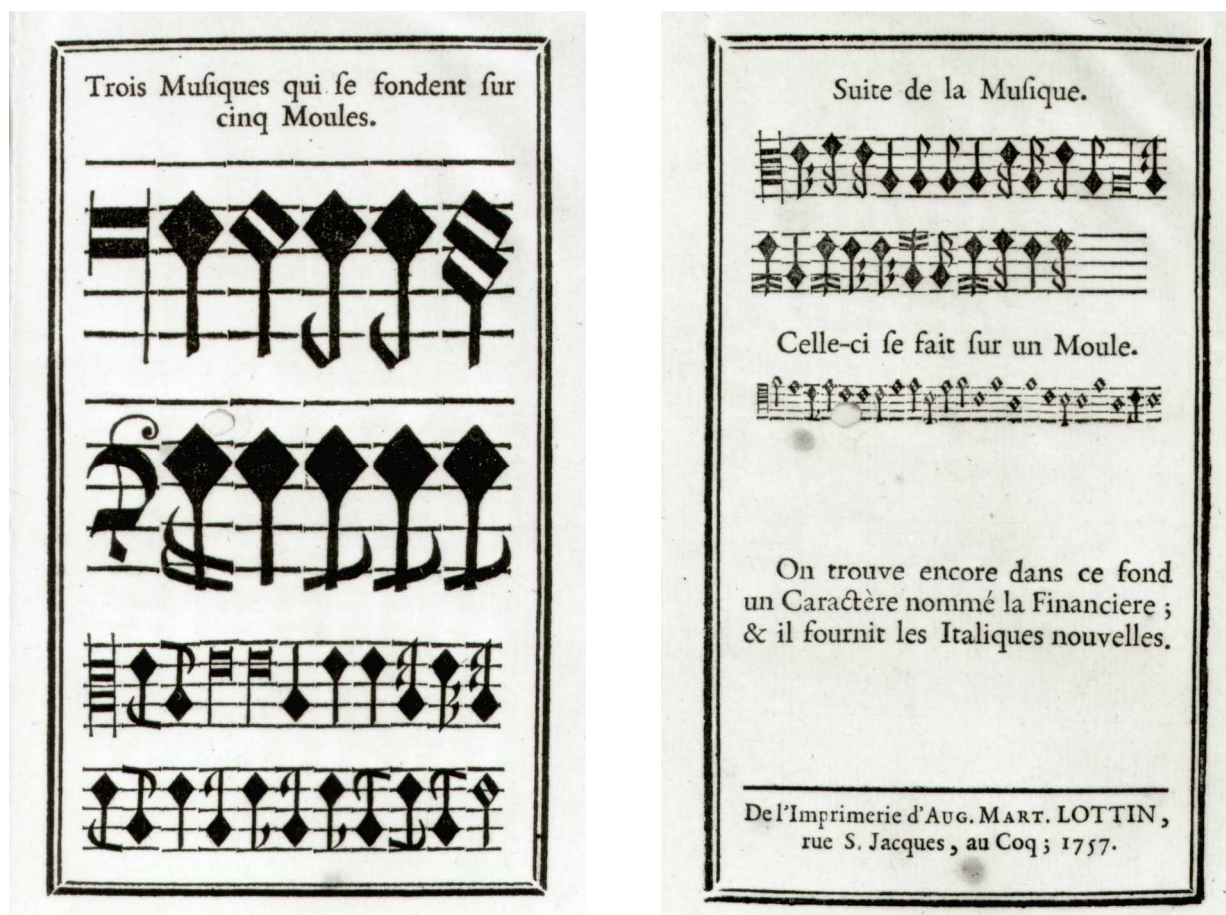 Trois Muſiques qui ſe fondent ſur
cinq Moules.
Suite de la Muſique.
Celle-ci ſe fait ſur un Moule.
On trouve encore dans ce fond
un Caractère nommé la Financiere ;
& il fournit les Italiques nouvelles.
De l'Imprimerie d'AUG. MART. LOTTIN,
rue S. Jacques, au Coq ; 1757.